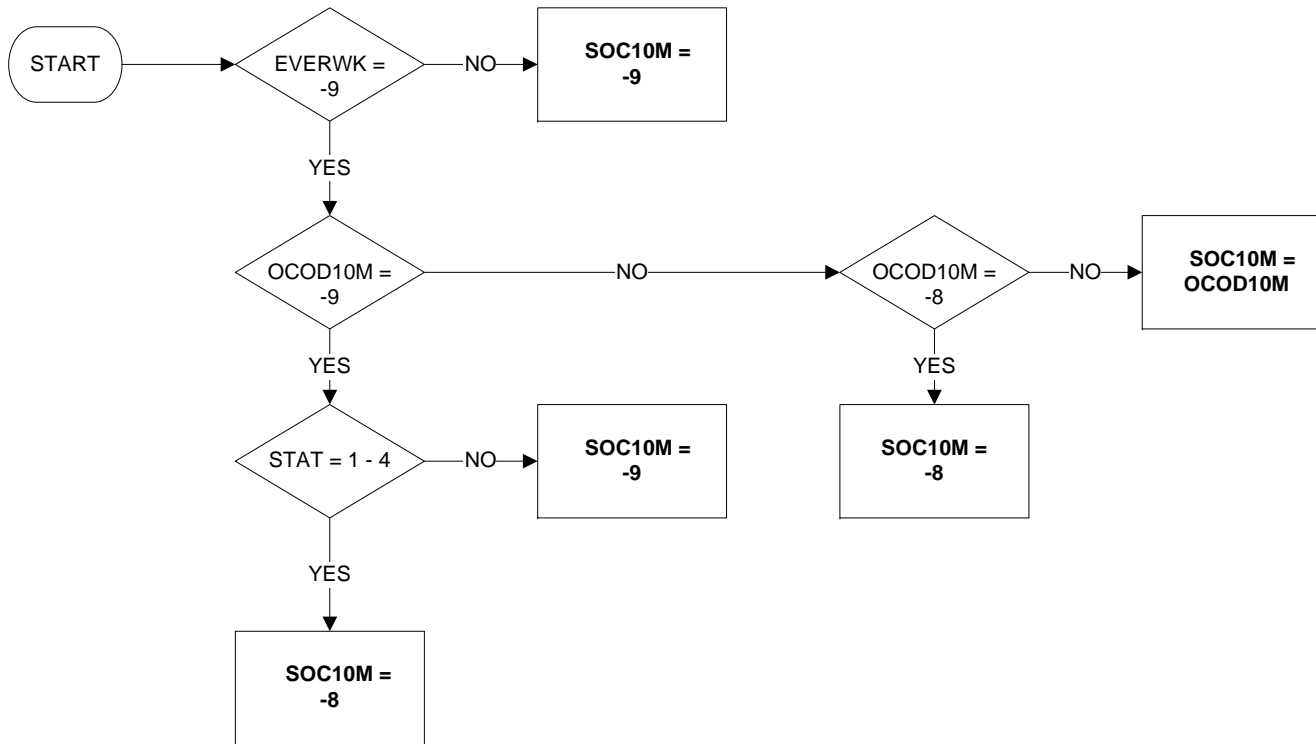 START
EVERWK =
-9
NO
SOC10M =
-9
YES
OCOD10M =
-9
NO
OCOD10M =
-8
NO
SOC10M =
OCOD10M
YES
YES
STAT = 1 - 4
NO
SOC10M =
-9
SOC10M =
-8
YES
SOC10M =
-8